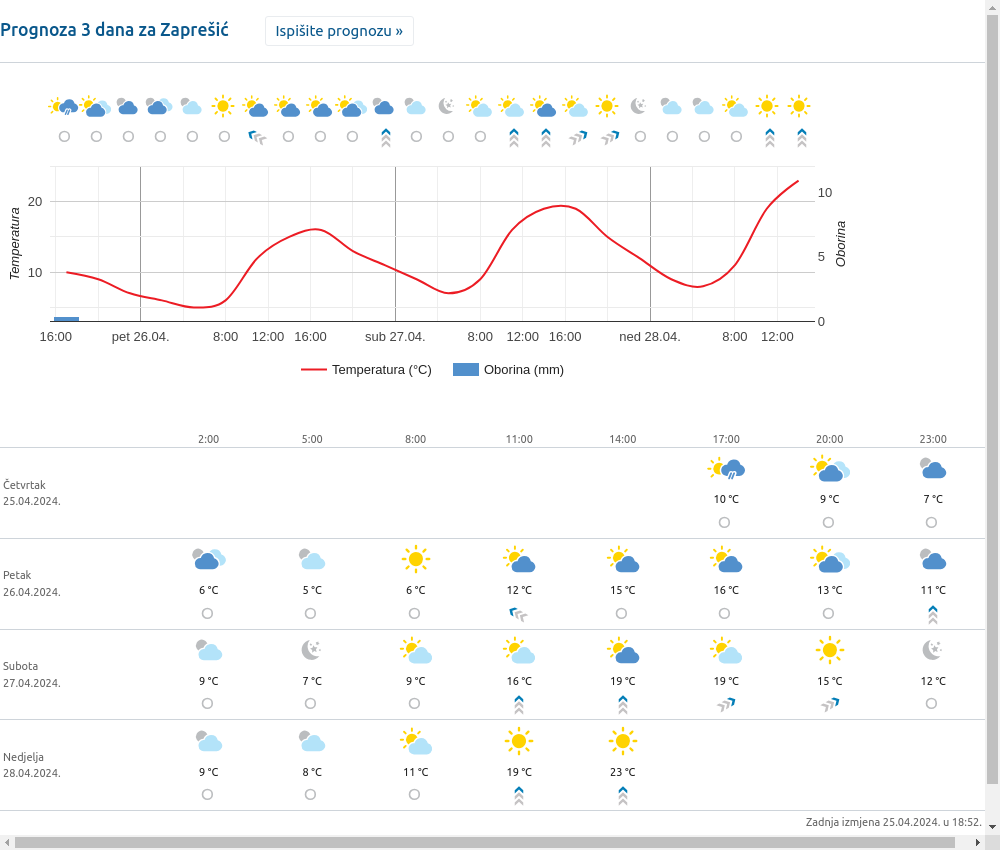 Prognoza 3 dana za Zaprešić
Ispišite prognozu »
Temperatura
20
10
10
5
0
Oborina
16:00 pet 26.04. 8:00 12:00 16:00 sub 27.04. 8:00 12:00 16:00 ned 28.04. 8:00 12:00
Temperatura (°C) Oborina (mm)
2:00 5:00 8:00 11:00 14:00 17:00 20:00 23:00
Četvrtak
25.04.2024.
10 °C 9 °C 7 °C
Petak
26.04.2024.
6 °C 5 °C 6 °C 12 °C 15 °C 16 °C 13 °C 11 °C
Subota
27.04.2024.
9 °C 7 °C 9 °C 16 °C 19 °C 19 °C 15 °C 12 °C
Nedjelja
28.04.2024.
9 °C 8 °C 11 °C 19 °C 23 °C
Zadnja izmjena 25.04.2024. u 18:52.